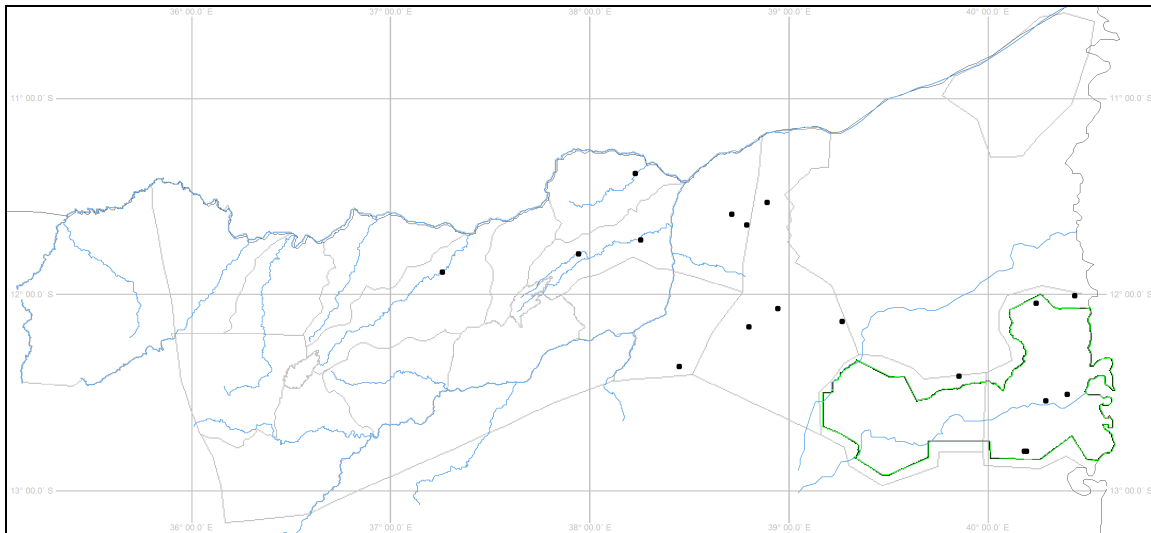 36° 00.0´ E 37° 00.0´ E 38° 00.0´ E 39° 00.0´ E 40° 00.0´ E
11° 00.0´ S 11° 00.0´ S
12° 00.0´ S 12° 00.0´ S
13° 00.0´ S 13° 00.0´ S
36° 00.0´ E 37° 00.0´ E 38° 00.0´ E 39° 00.0´ E 40° 00.0´ E